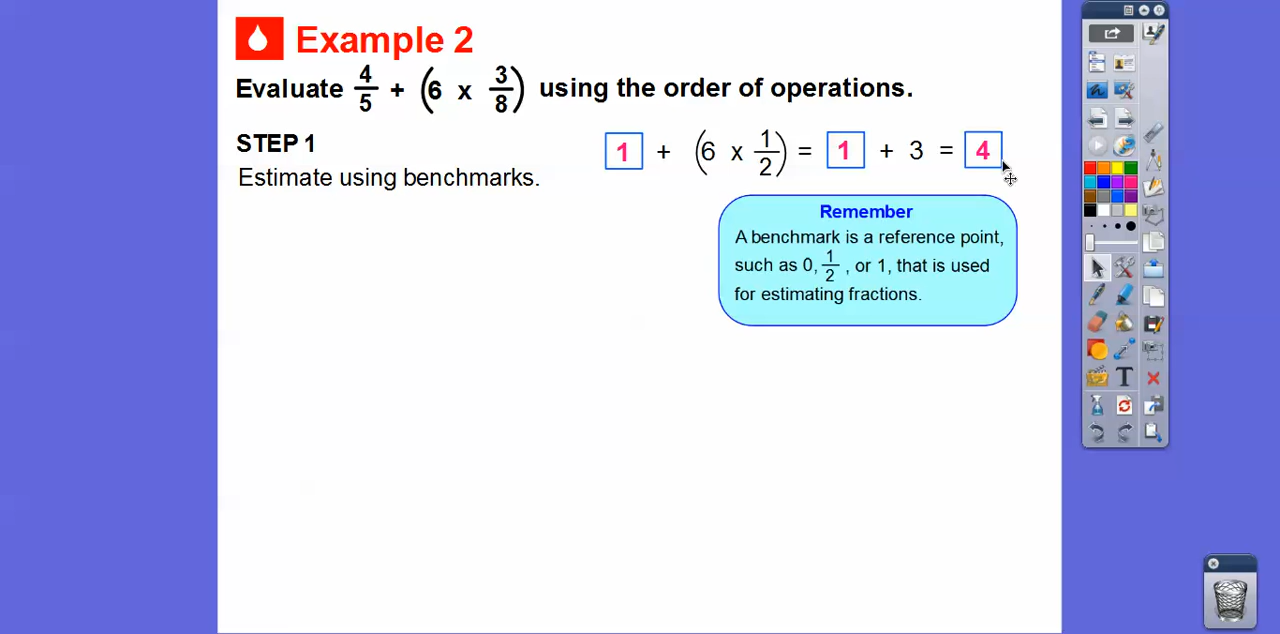 Example 2
Evaluate 4/5 + (6 x 3/8) using the order of operations.
STEP 1
Estimate using benchmarks.
1 + (6 x 1/2) = 1 + 3 = 4
Remember
A benchmark is a reference point,
such as 0, 1/2, or 1, that is used
for estimating fractions.
T